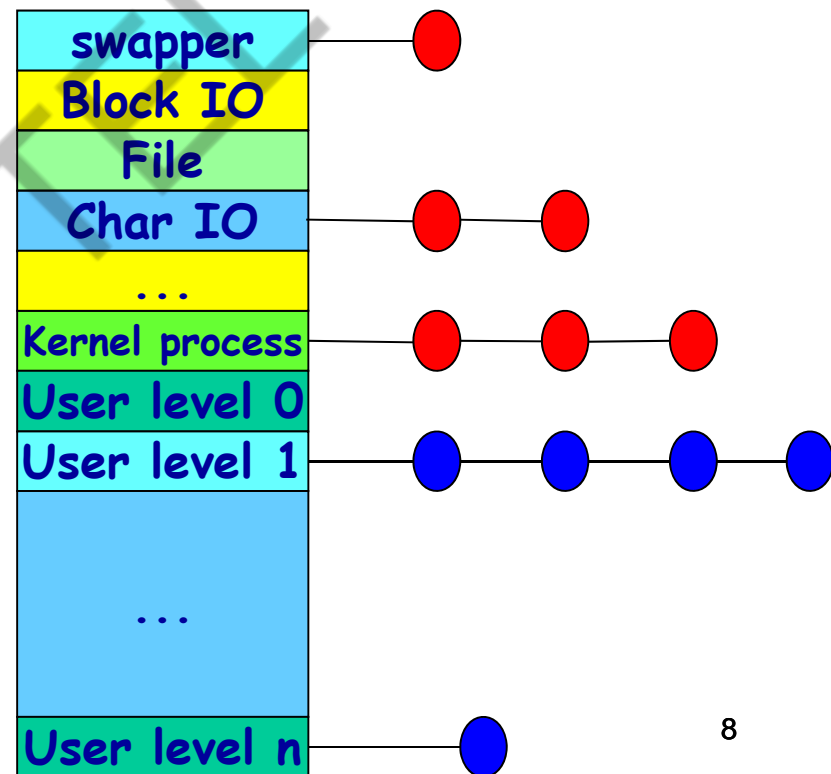 swapper
Block IO
File
Char IO
...
Kernel process
User level 0
User level 1
...
8
User level n